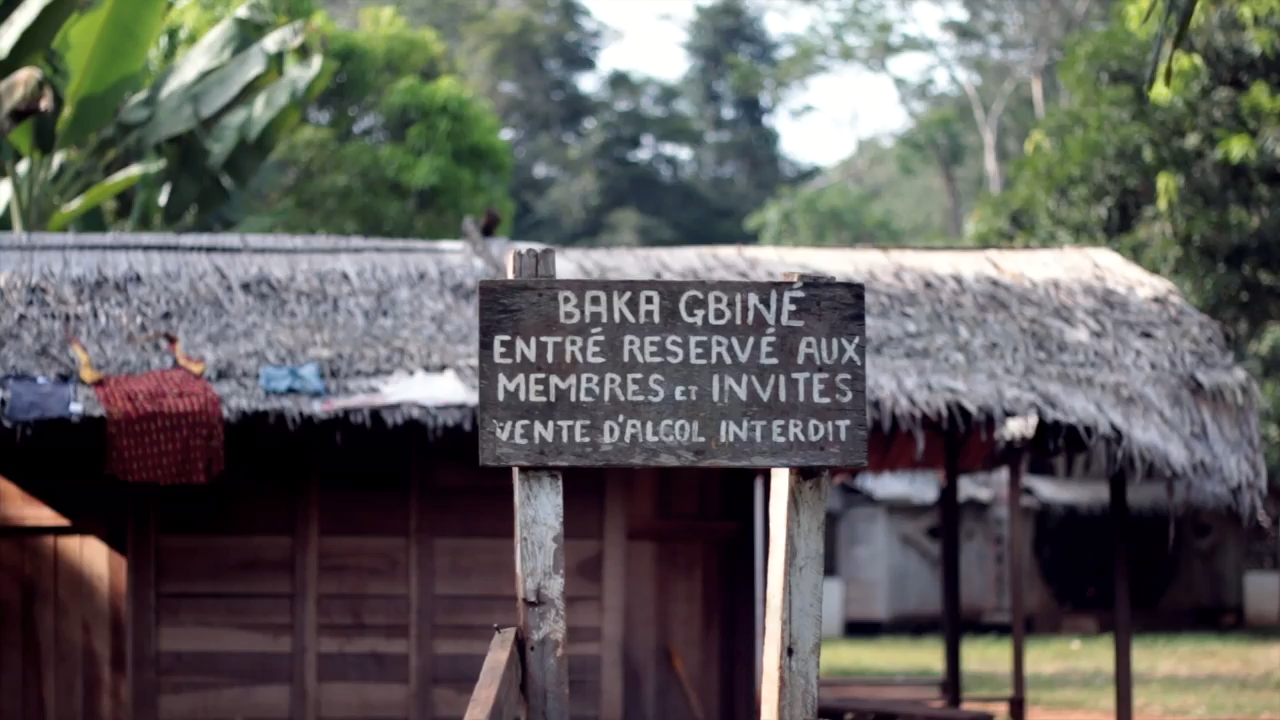 BAKA GBINÉ
ENTRÉ RESERVÉ AUX
MEMBRES ET INVITES
VENTE D'ALCOL INTERDIT